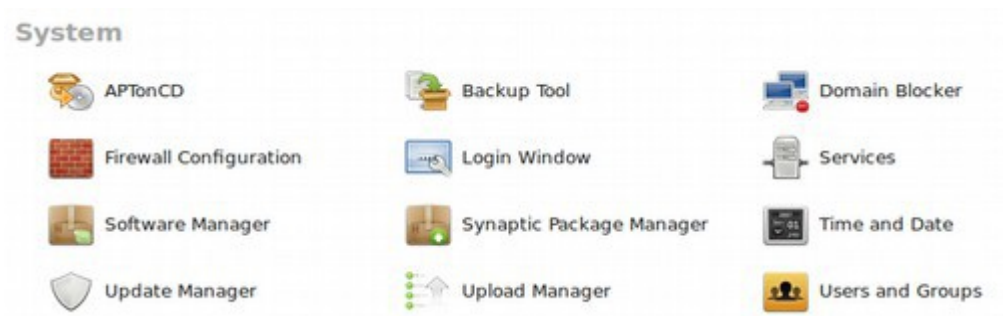 System
APTonCD Backup Tool Domain Blocker
Firewall Configuration Login Window Services
Software Manager Synaptic Package Manager Time and Date
Update Manager Upload Manager Users and Groups